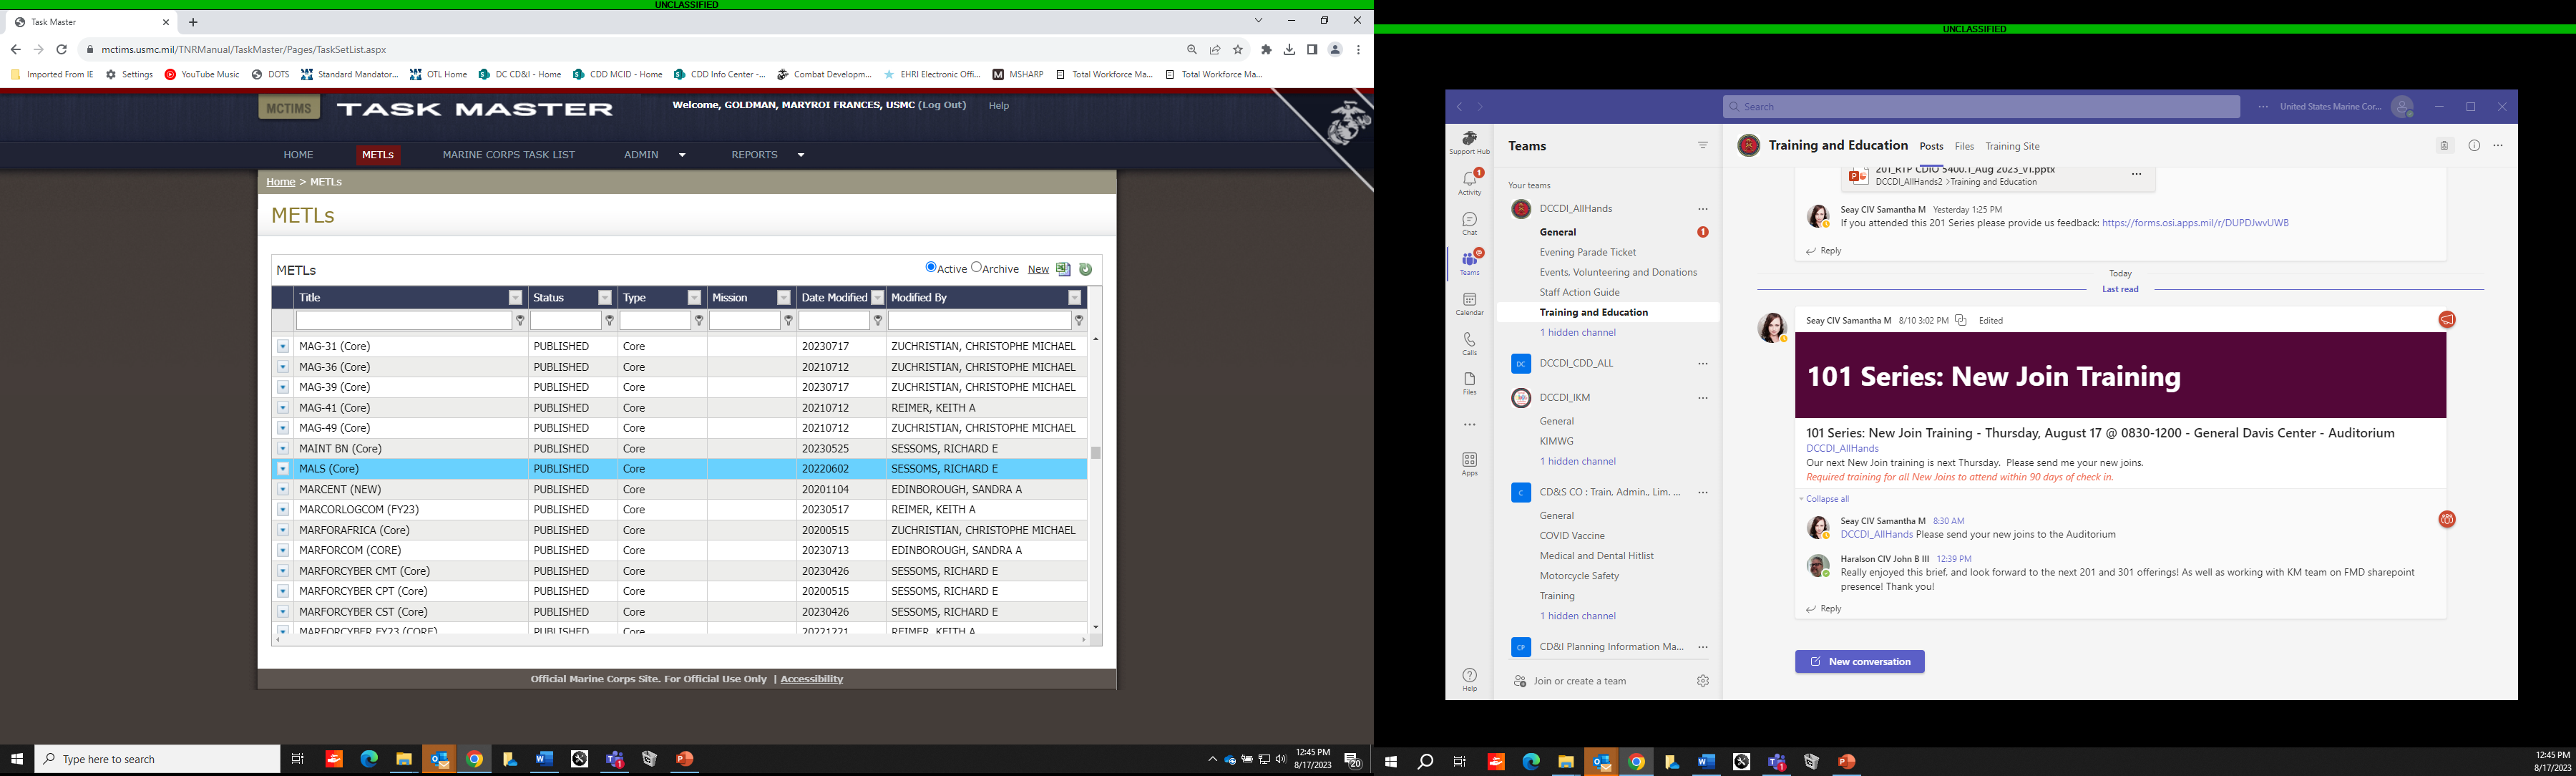 UNCLASSIFIED
Task Master
mctims.usmc.mil/TNRManual/TaskMaster/Pages/TaskSetList.aspx
Imported From IE Settings YouTube Music DOTS Standard Mandator... OTL Home DC CD&I - Home CDD MCID - Home CDD Info Center -... Combat Developm... EHRI Electronic Offi... MSHARP Total Workforce Ma... Total Workforce Ma...
MCTIMS TASK MASTER Welcome, GOLDMAN, MARYROI FRANCES, USMC (Log Out) Help
HOME METLs MARINE CORPS TASK LIST ADMIN REPORTS
Home > METLs
METLs
METLs Active Archive New
Title Status Type Mission Date Modified Modified By
MAG-31 (Core) PUBLISHED Core 20230717 ZUCHRISTIAN, CHRISTOPHE MICHAEL
MAG-36 (Core) PUBLISHED Core 20210712 ZUCHRISTIAN, CHRISTOPHE MICHAEL
MAG-39 (Core) PUBLISHED Core 20230717 ZUCHRISTIAN, CHRISTOPHE MICHAEL
MAG-41 (Core) PUBLISHED Core 20210712 REIMER, KEITH A
MAG-49 (Core) PUBLISHED Core 20210712 ZUCHRISTIAN, CHRISTOPHE MICHAEL
MAINT BN (Core) PUBLISHED Core 20230525 SESSOMS, RICHARD E
MALS (Core) PUBLISHED Core 20220602 SESSOMS, RICHARD E
MARCENT (NEW) PUBLISHED Core 20201104 EDINBOROUGH, SANDRA A
MARCORLOGCOM (FY23) PUBLISHED Core 20230517 REIMER, KEITH A
MARFORAFRICA (Core) PUBLISHED Core 20200515 ZUCHRISTIAN, CHRISTOPHE MICHAEL
MARFORCOM (CORE) PUBLISHED Core 20230713 EDINBOROUGH, SANDRA A
MARFORCYBER CMT (Core) PUBLISHED Core 20230426 SESSOMS, RICHARD E
MARFORCYBER CPT (Core) PUBLISHED Core 20200515 SESSOMS, RICHARD E
MARFORCYBER CST (Core) PUBLISHED Core 20230426 SESSOMS, RICHARD E
MARFORCYBER FY23 (CORE) PUBLISHED Core 20221221 REIMER, KEITH A
Official Marine Corps Site. For Official Use Only | Accessibility
Type here to search
12:45 PM
8/17/2023
20
UNCLASSIFIED
Search
United States Marine Cor...
Support Hub
Activity
1
Chat
Teams
Calendar
Calls
Files
Apps
Help
Teams
Your teams
DCCDI_AllHands
General 1
Evening Parade Ticket
Events, Volunteering and Donations
Staff Action Guide
Training and Education
1 hidden channel
DC DCCDI_CDD_ALL
DCCDI_IKM
General
KIMWG
1 hidden channel
C CD&S CO : Train, Admin., Lim. ...
General
COVID Vaccine
Medical and Dental Hitlist
Motorcycle Safety
Training
1 hidden channel
CP CD&I Planning Information Ma...
Join or create a team
Training and Education Posts Files Training Site
201_RTP CDIO 5400.1_Aug 2023_v1.pptx
DCCDI_AllHands2 >Training and Education
Seay CIV Samantha M Yesterday 1:25 PM
If you attended this 201 Series please provide us feedback: https://forms.osi.apps.mil/r/DUPDJwvUWB
Reply
Today
Last read
Seay CIV Samantha M 8/10 3:02 PM Edited
101 Series: New Join Training
101 Series: New Join Training - Thursday, August 17 @ 0830-1200 - General Davis Center - Auditorium
DCCDI_AllHands
Our next New Join training is next Thursday. Please send me your new joins.
Required training for all New Joins to attend within 90 days of check in.
Collapse all
Seay CIV Samantha M 8:30 AM
DCCDI_AllHands Please send your new joins to the Auditorium
Haralson CIV John B III 12:39 PM
Really enjoyed this brief, and look forward to the next 201 and 301 offerings! As well as working with KM team on FMD sharepoint
presence! Thank you!
Reply
New conversation
12:45 PM
8/17/2023